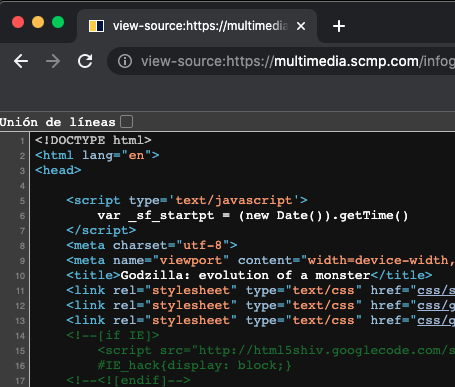 view-source:https://multimedia
view-source:https://multimedia.scmp.com/infog
Unión de líneas
1 <!DOCTYPE html>
2 <html lang="en">
3 <head>
4
5 <script type='text/javascript'>
6 var _sf_startpt = (new Date()).getTime()
7 </script>
8 <meta charset="utf-8">
9 <meta name="viewport" content="width=device-width,
10 <title>Godzilla: evolution of a monster</title>
11 <link rel="stylesheet" type="text/css" href="css/s
12 <link rel="stylesheet" type="text/css" href="css/g
13 <link rel="stylesheet" type="text/css" href="css/q
14 <!--[if IE]>
15 <script src="http://html5shiv.googlecode.com/s
16 #IE_hack{display: block;}
17 <!--<![endif]-->